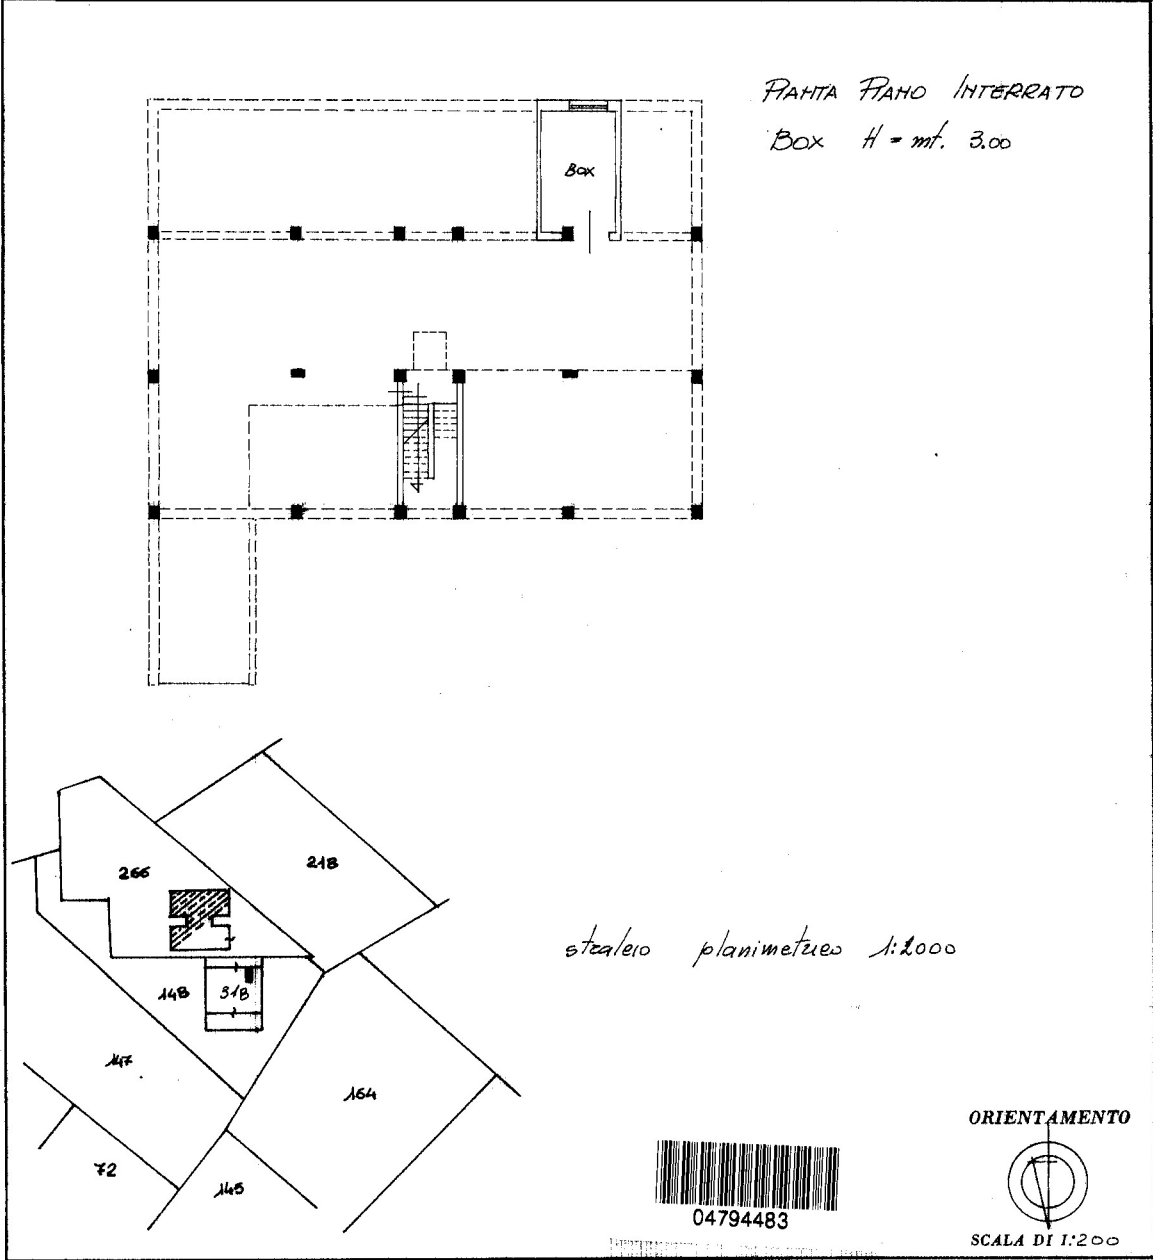 PIANTA PIANO INTERRATO
BOX H = mt. 3.00
BOX
266
218
stralcio planimetrico 1:2000
148
318
147
164
72
145
ORIENTAMENTO
04794483
SCALA DI 1:200